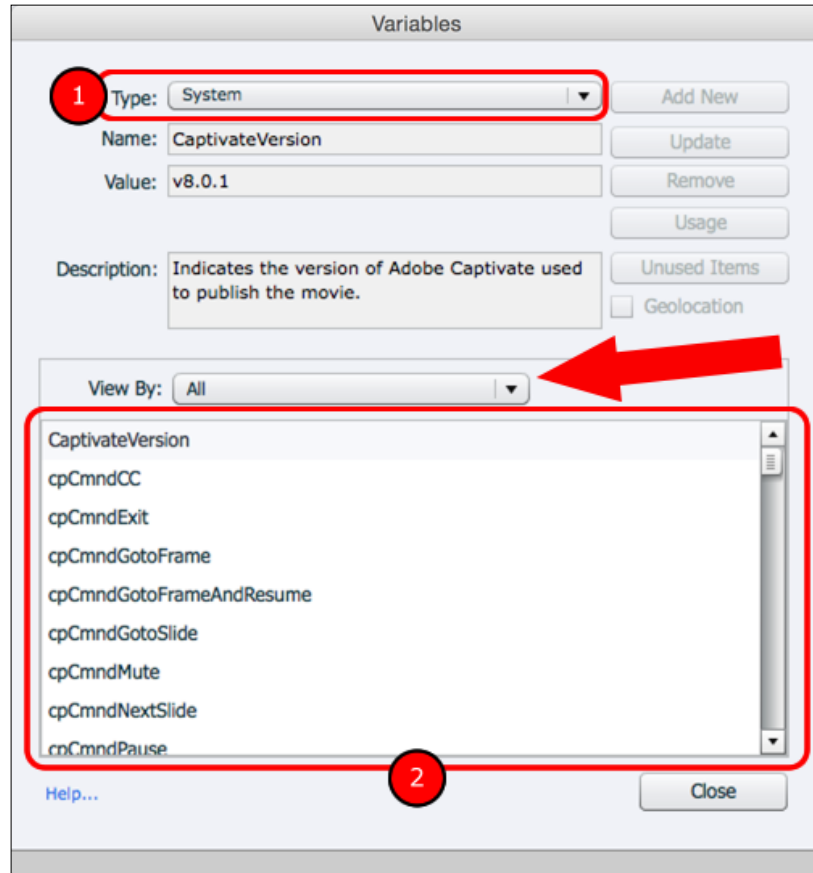 Variables
1 Type: System Add New
Name: CaptivateVersion Update
Value: v8.0.1 Remove
Usage
Description: Indicates the version of Adobe Captivate used Unused Items
to publish the movie. Geolocation
View By: All
CaptivateVersion
cpCmndCC
cpCmndExit
cpCmndGotoFrame
cpCmndGotoFrameAndResume
cpCmndGotoSlide
cpCmndMute
cpCmndNextSlide
cpCmndPause
2
Help... Close